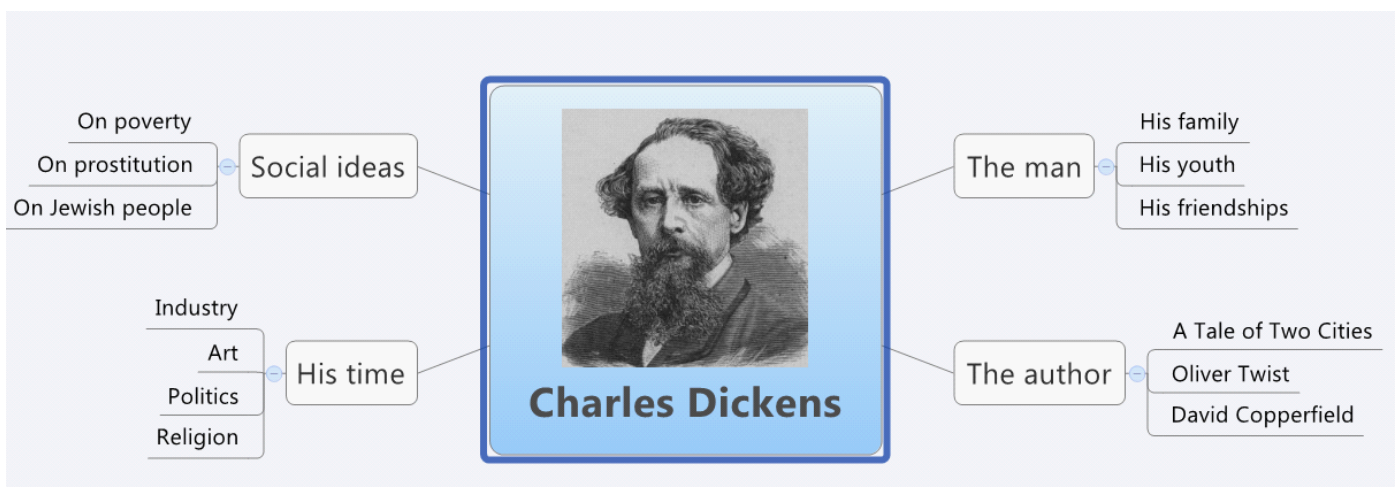 Charles Dickens
Social ideas
On poverty
On prostitution
On Jewish people
His time
Industry
Art
Politics
Religion
The man
His family
His youth
His friendships
The author
A Tale of Two Cities
Oliver Twist
David Copperfield